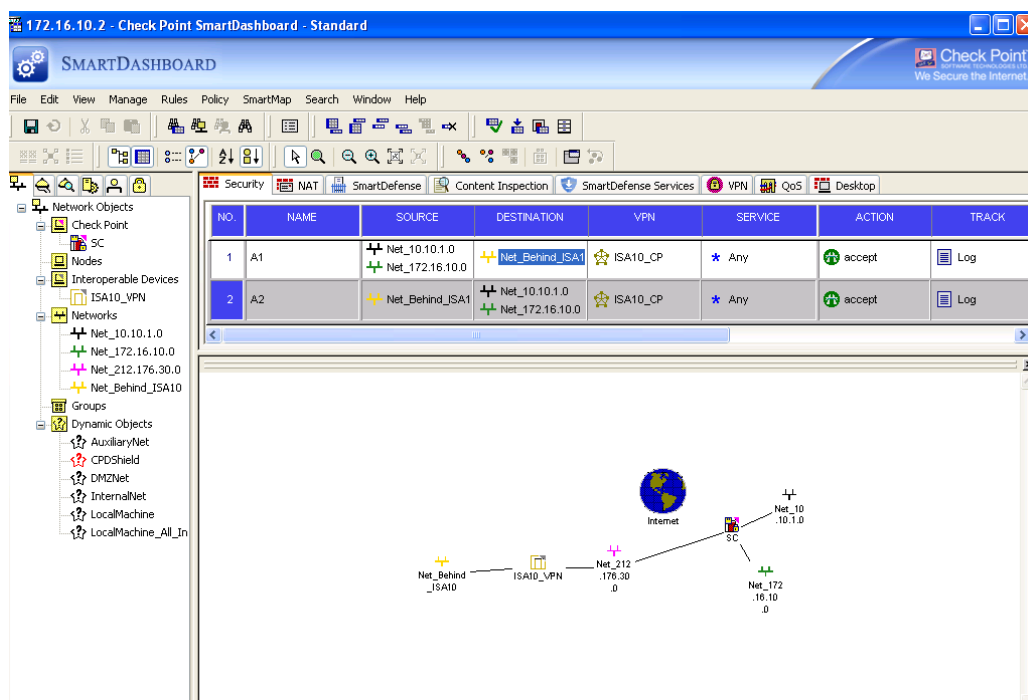 172.16.10.2 - Check Point SmartDashboard - Standard
SMARTDASHBOARD
Check Point
SOFTWARE TECHNOLOGIES LTD.
We Secure the Internet.
File Edit View Manage Rules Policy SmartMap Search Window Help
Security NAT SmartDefense Content Inspection SmartDefense Services VPN QoS Desktop
Network Objects
Check Point
SC
Nodes
Interoperable Devices
ISA10_VPN
Networks
Net_10.10.1.0
Net_172.16.10.0
Net_212.176.30.0
Net_Behind_ISA10
Groups
Dynamic Objects
AuxiliaryNet
CPDShield
DMZNet
InternalNet
LocalMachine
LocalMachine_All_In
NO. NAME SOURCE DESTINATION VPN SERVICE ACTION TRACK
1 A1 Net_10.10.1.0 Net_Behind_ISA1 ISA10_CP * Any accept Log
Net_172.16.10.0
2 A2 Net_Behind_ISA1 Net_10.10.1.0 ISA10_CP * Any accept Log
Net_172.16.10.0
Internet
Net_10
.10.1.0
SC
Net_Behind
_ISA10
ISA10_VPN
Net_212
.176.30
.0
Net_172
.16.10
.0